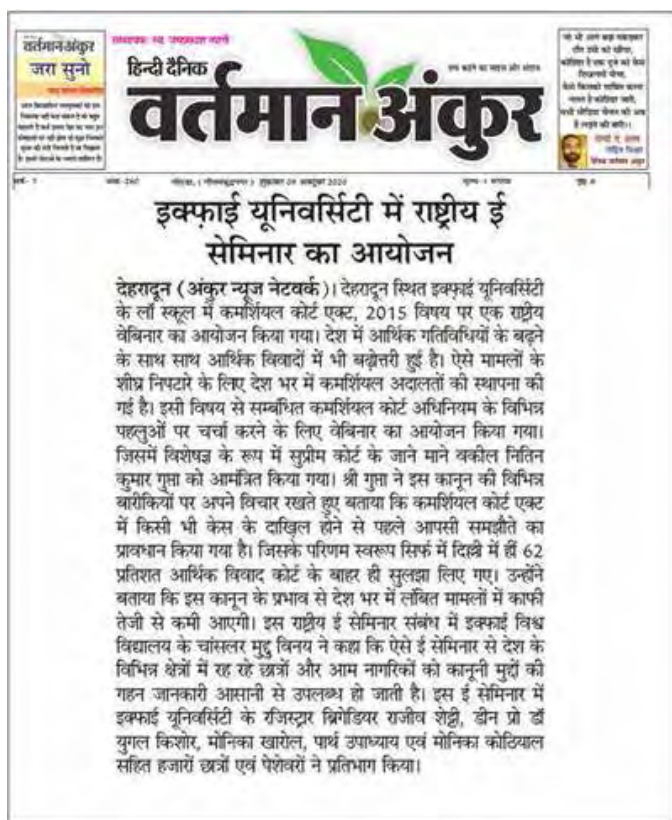 वर्तमान अंकुर
जरा सुनो
हिन्दी दैनिक
वर्तमान अंकुर
इक्फ़ाई यूनिवर्सिटी में राष्ट्रीय ई
सेमिनार का आयोजन
देहरादून (अंकुर न्यूज नेटवर्क)। देहरादून स्थित इक्फ़ाई यूनिवर्सिटी
के लॉ स्कूल में कमर्शियल कोर्ट एक्ट, 2015 विषय पर एक राष्ट्रीय
वेबिनार का आयोजन किया गया। देश में आर्थिक गतिविधियों के बढ़ने
के साथ साथ आर्थिक विवादों में भी बढ़ोत्तरी हुई है। ऐसे मामलों के
शीघ्र निपटारे के लिए देश भर में कमर्शियल अदालतों की स्थापना की
गई है। इसी विषय से सम्बंधित कमर्शियल कोर्ट अधिनियम के विभिन्न
पहलुओं पर चर्चा करने के लिए वेबिनार का आयोजन किया गया।
जिसमें विशेषज्ञ के रूप में सुप्रीम कोर्ट के जाने माने वकील नितिन
कुमार गुप्ता को आमंत्रित किया गया। श्री गुप्ता ने इस कानून की विभिन्न
बारीकियों पर अपने विचार रखते हुए बताया कि कमर्शियल कोर्ट एक्ट
में किसी भी केस के दाखिल होने से पहले आपसी समझौते का
प्रावधान किया गया है। जिसके परिणम स्वरूप सिर्फ में दिल्ली में हीं 62
प्रतिशत आर्थिक विवाद कोर्ट के बाहर ही सुलझा लिए गए। उन्होंने
बताया कि इस कानून के प्रभाव से देश भर में लंबित मामलों में काफी
तेजी से कमी आएगी। इस राष्ट्रीय ई सेमिनार संबंध में इक्फाई विश्व
विद्यालय के चांसलर मुद्दु विनय ने कहा कि ऐसे ई सेमिनार से देश के
विभिन्न क्षेत्रों में रह रहे छात्रों और आम नागरिकों को कानूनी मुद्दों की
गहन जानकारी आसानी से उपलब्ध हो जाती है। इस ई सेमिनार में
इक्फाई यूनिवर्सिटी के रजिस्ट्रार ब्रिगेडियर राजीव शेट्टी, डीन प्रो डॉ
युगल किशोर, मोनिका खारोल, पार्थ उपाध्याय एवं मोनिका कोठियाल
सहित हजारों छात्रों एवं पेशेवरों ने प्रतिभाग किया।